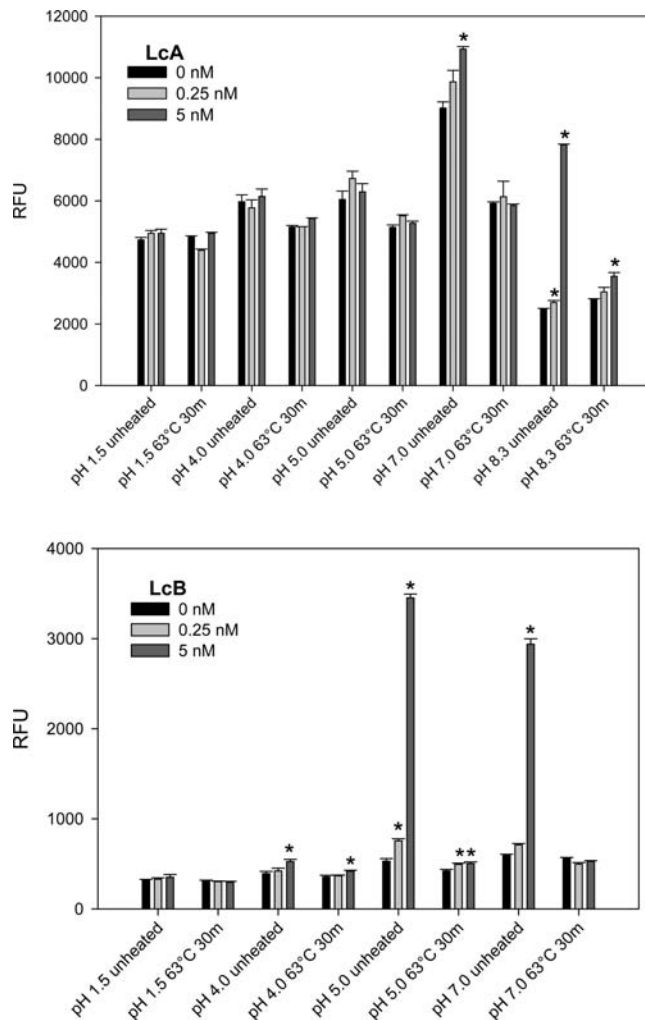 12000
10000
8000
6000
4000
2000
0
RFU
LcA
0 nM
0.25 nM
5 nM
*
*
*
*
pH 1.5 unheated
pH 1.5 63°C 30m
pH 4.0 unheated
pH 4.0 63°C 30m
pH 5.0 unheated
pH 5.0 63°C 30m
pH 7.0 unheated
pH 7.0 63°C 30m
pH 8.3 unheated
pH 8.3 63°C 30m
4000
3000
2000
1000
0
RFU
LcB
0 nM
0.25 nM
5 nM
*
*
*
*
**
*
pH 1.5 unheated
pH 1.5 63°C 30m
pH 4.0 unheated
pH 4.0 63°C 30m
pH 5.0 unheated
pH 5.0 63°C 30m
pH 7.0 unheated
pH 7.0 63°C 30m